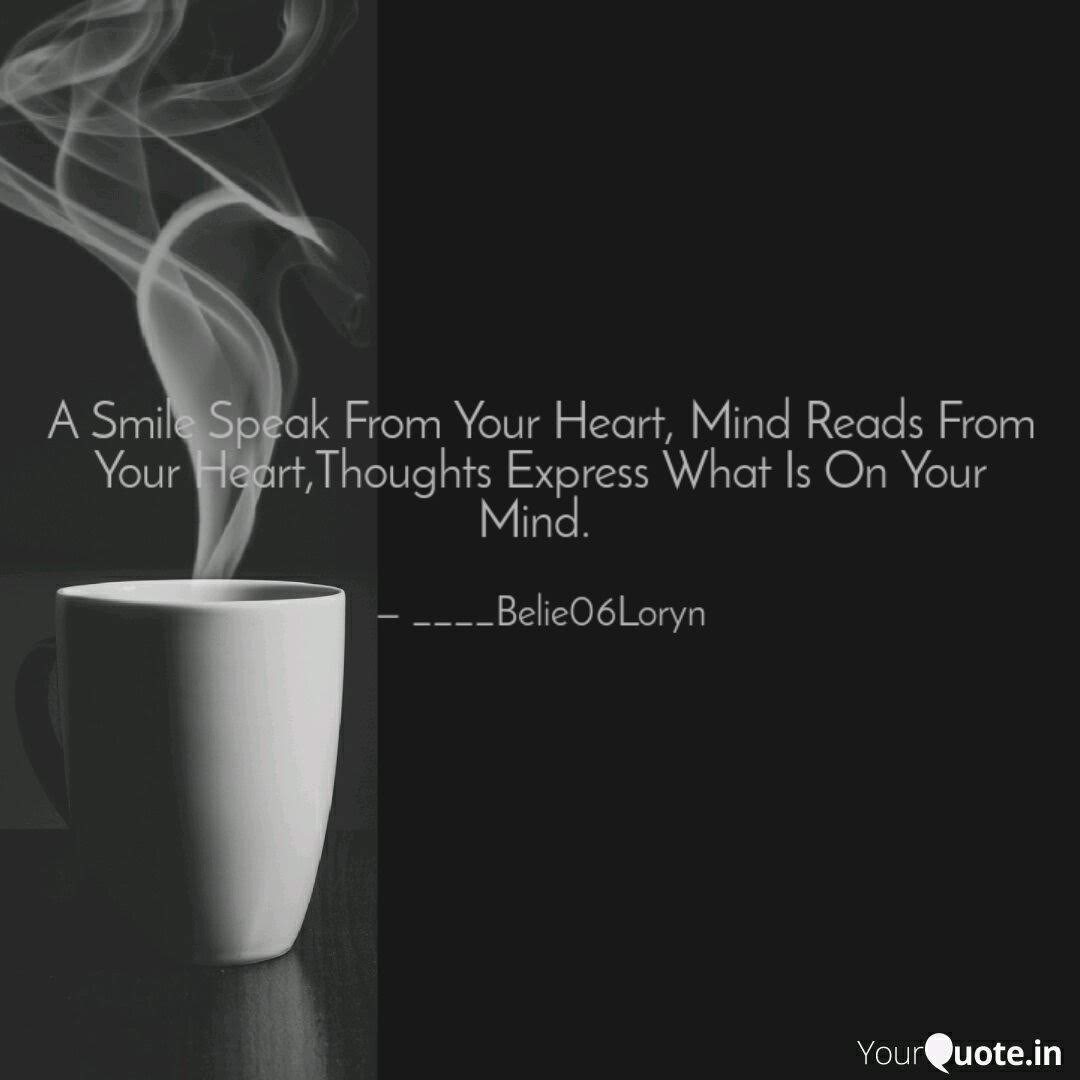 A Smile Speak From Your Heart, Mind Reads From
Your Heart,Thoughts Express What Is On Your
Mind.
– ____Belie06Loryn
YourQuote.in